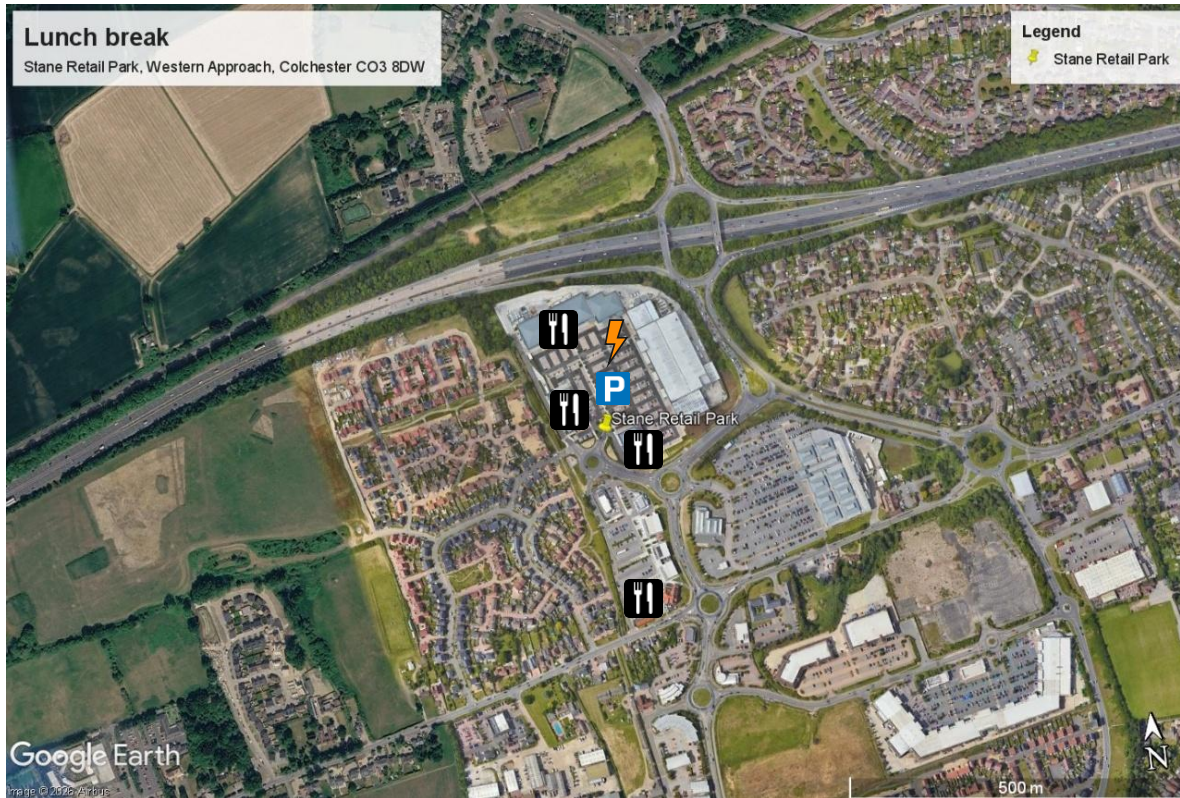 Lunch break
Stane Retail Park, Western Approach, Colchester CO3 8DW
Legend
Stane Retail Park
P
Stane Retail Park
Google Earth
N
500 m
Image © 2026 Airbus